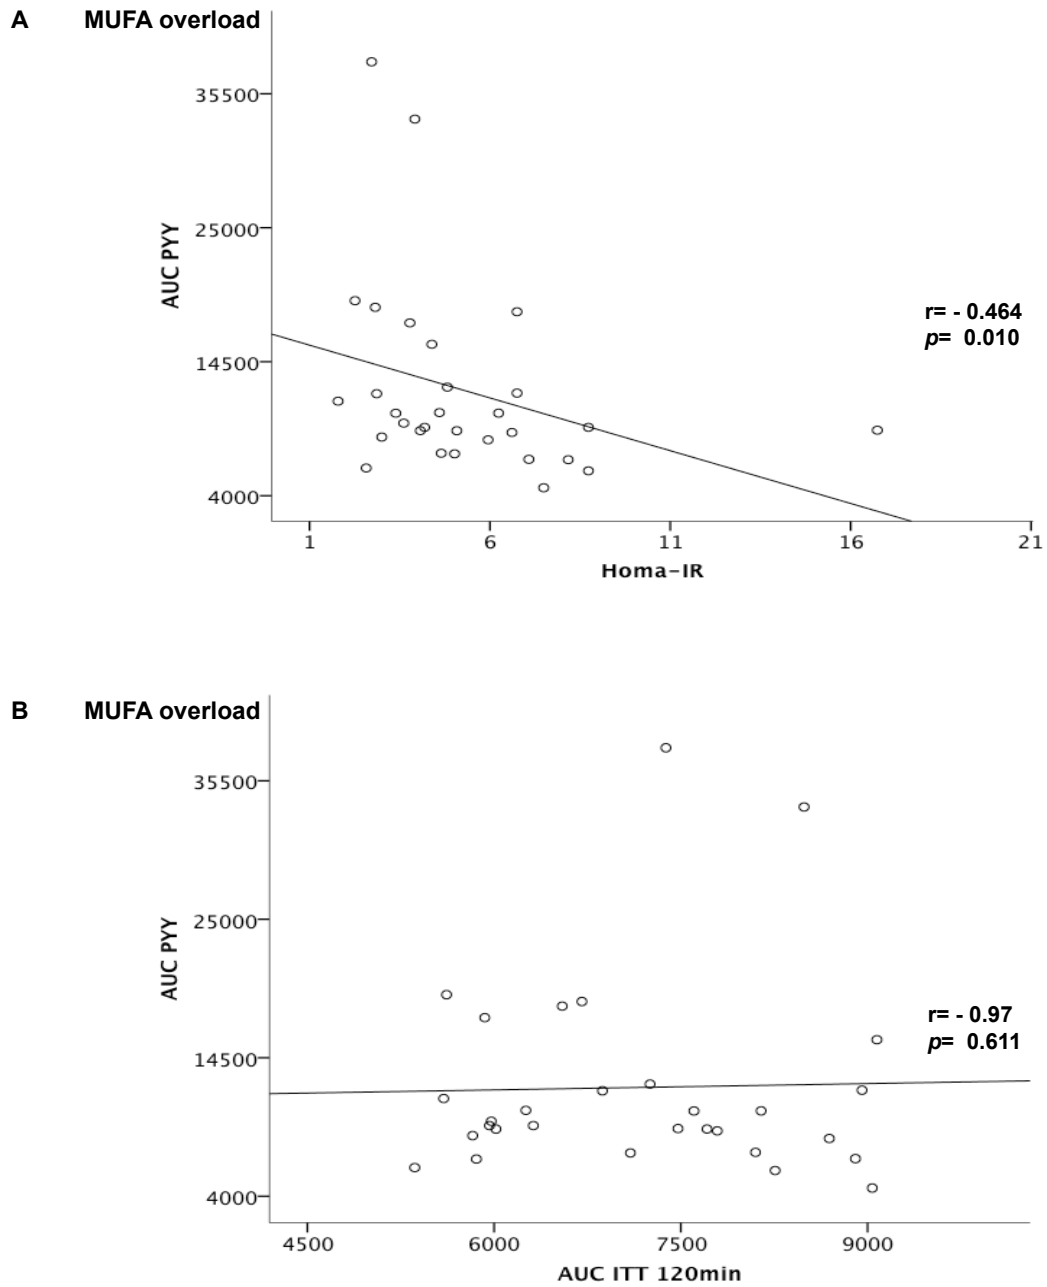 A MUFA overload
35500
25000
14500
4000
AUC PYY
r= - 0.464
p= 0.010
1 6 11 16 21
Homa-IR
B MUFA overload
35500
25000
14500
4000
AUC PYY
r= - 0.97
p= 0.611
4500 6000 7500 9000
AUC ITT 120min